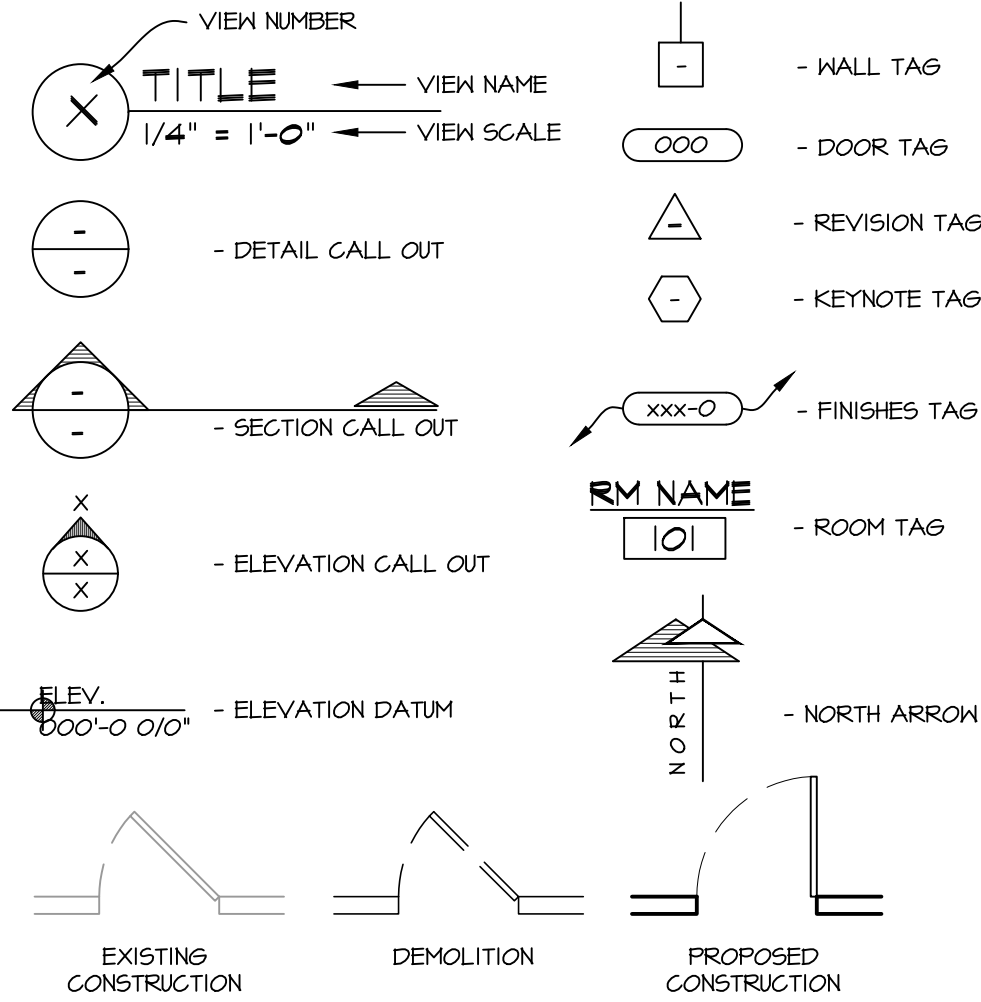 VIEW NUMBER
X
TITLE
VIEW NAME
1/4" = 1'-0"
VIEW SCALE
-
-
- DETAIL CALL OUT
-
-
- SECTION CALL OUT
X
X
X
- ELEVATION CALL OUT
ELEV.
000'-0 0/0"
- ELEVATION DATUM
-
- WALL TAG
000
- DOOR TAG
-
- REVISION TAG
-
- KEYNOTE TAG
xxx-0
- FINISHES TAG
RM NAME
101
- ROOM TAG
NORTH
- NORTH ARROW
EXISTING
CONSTRUCTION
DEMOLITION
PROPOSED
CONSTRUCTION